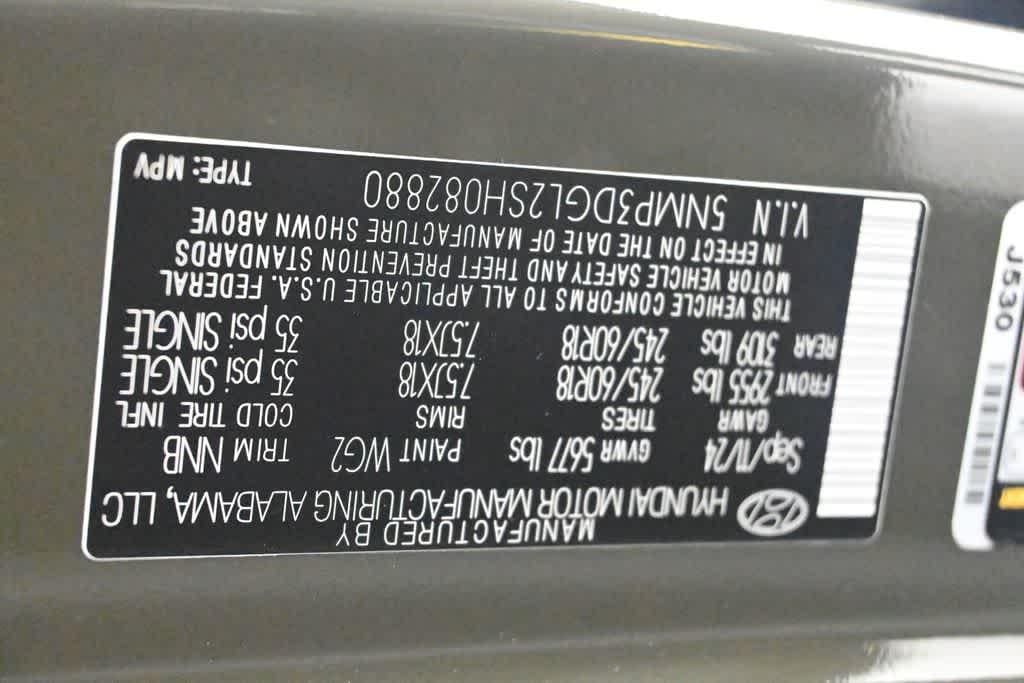 MANUFACTURED BY
HYUNDAI MOTOR MANUFACTURING ALABAMA, LLC
Sep/11/24 GVWR 5677 lbs PAINT WG2 TRIM NNB
GAWR TIRES RIMS COLD TIRE INFL
FRONT 2955 lbs 245/60R18 7.5JX18 35 psi SINGLE
REAR 3109 lbs 245/60R18 7.5JX18 35 psi SINGLE
THIS VEHICLE CONFORMS TO ALL APPLICABLE U.S.A. FEDERAL
MOTOR VEHICLE SAFETY AND THEFT PREVENTION STANDARDS
IN EFFECT ON THE DATE OF MANUFACTURE SHOWN ABOVE
V.I.N 5NMP3DGL2SH082880 TYPE: MPV
J530